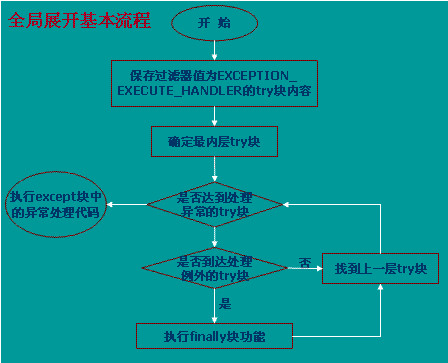 全局展开基本流程
开 始
保存过滤器值为EXCEPTION_
EXECUTE_HANDLER的try块内容
确定最内层try块
是否达到处理
异常的try块
执行except块中
的异常处理代码
是否到达处理
例外的try块
否
找到上一层try块
是
执行finally块功能